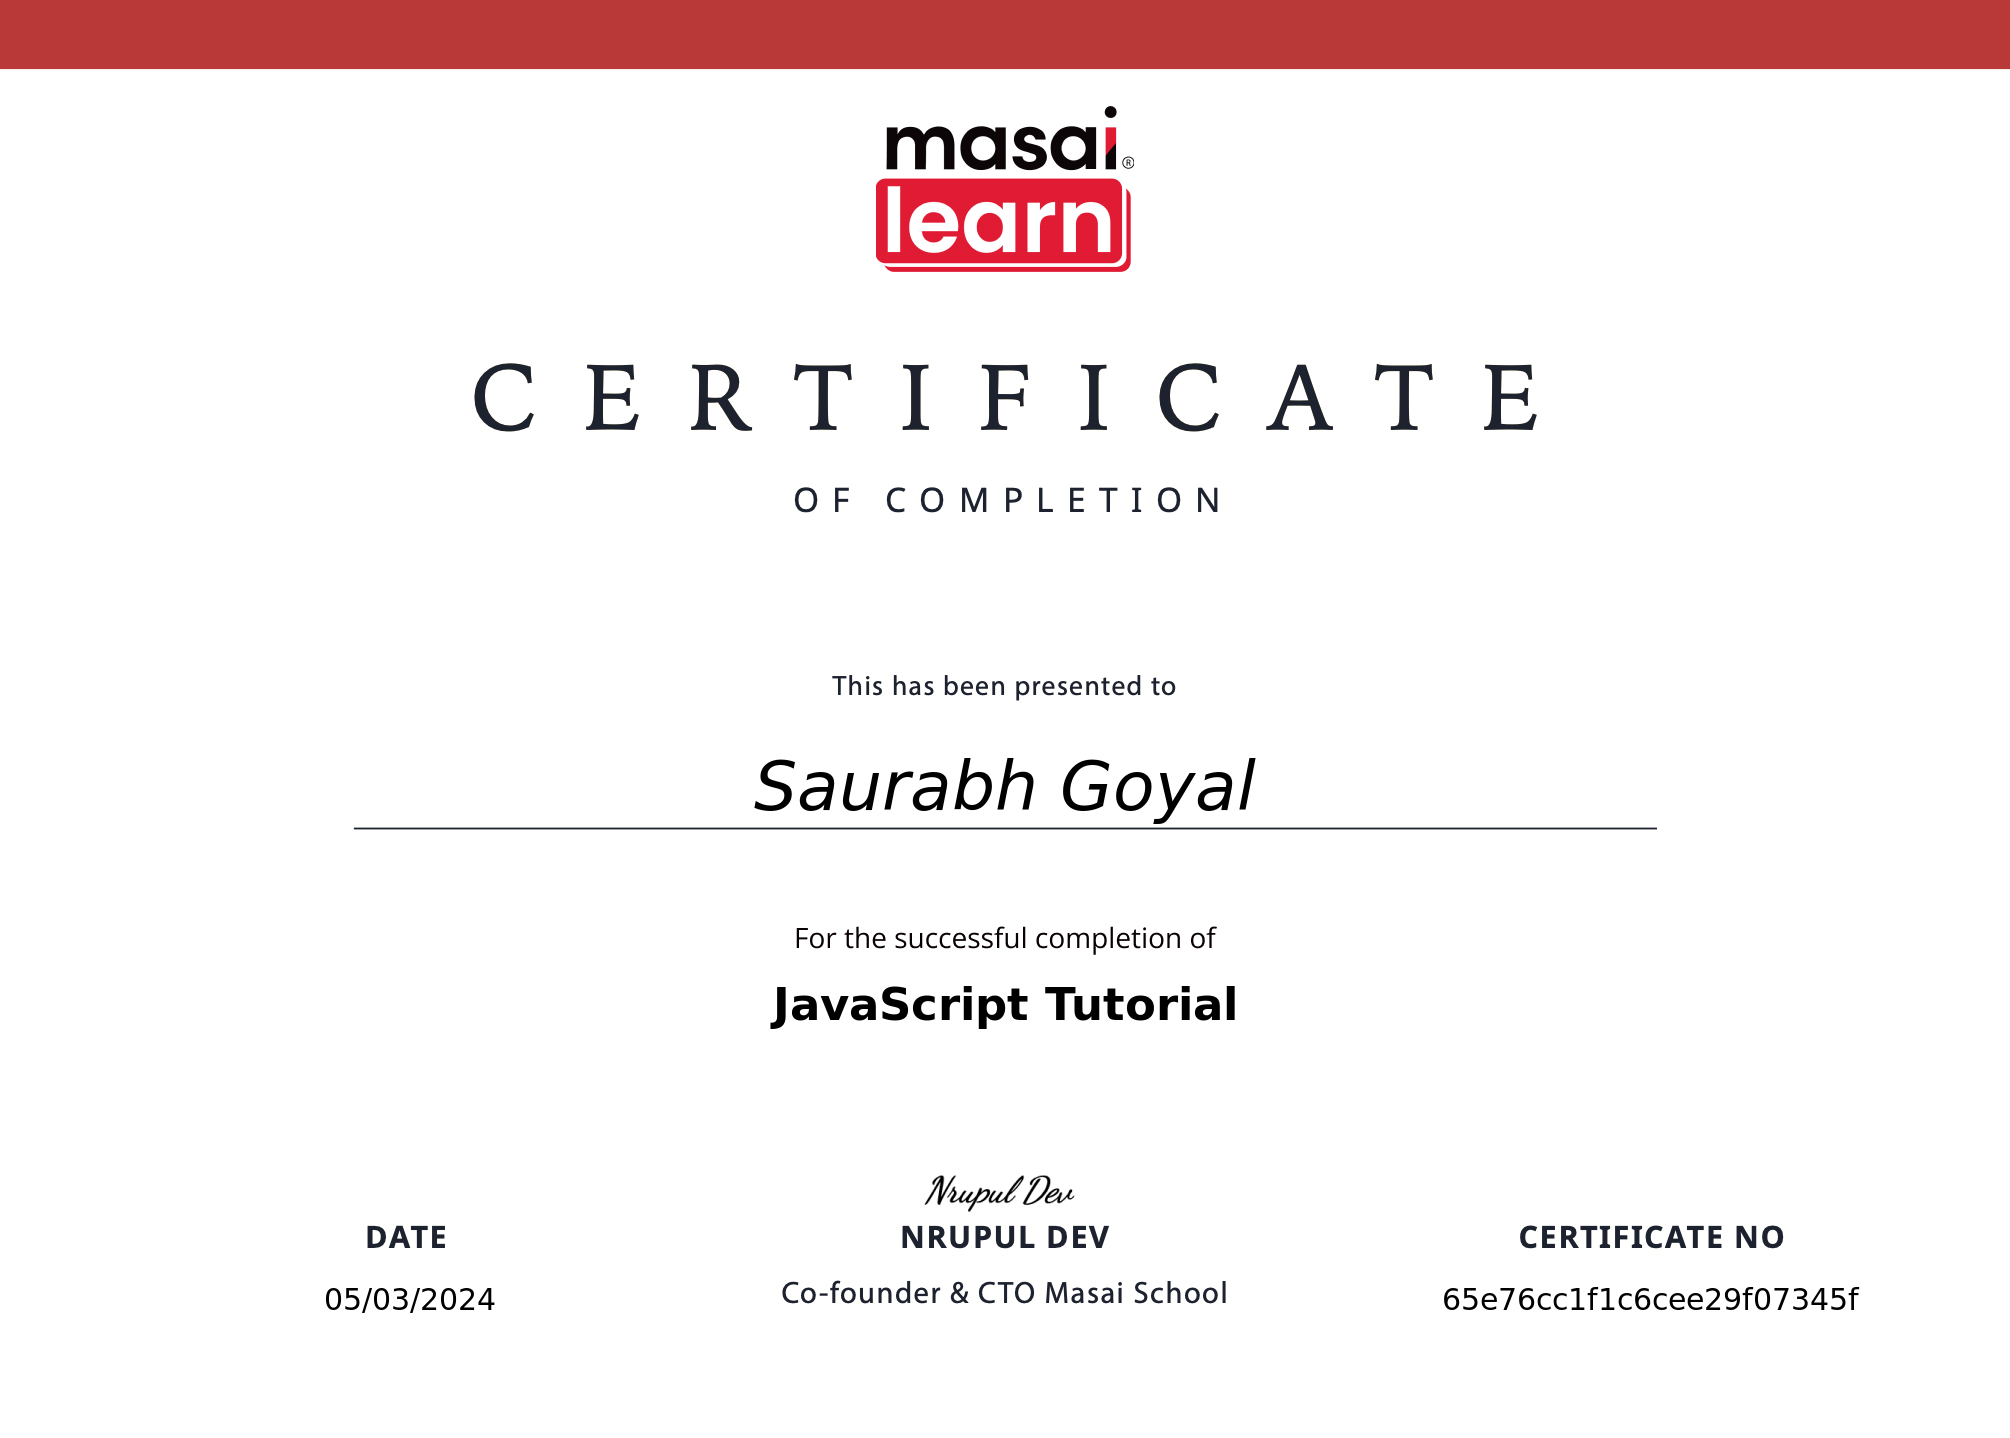 masai®
learn
CERTIFICATE
OF COMPLETION
This has been presented to
Saurabh Goyal
For the successful completion of
JavaScript Tutorial
Nrupul Dev
DATE
NRUPUL DEV
CERTIFICATE NO
05/03/2024
Co-founder & CTO Masai School
65e76cc1f1c6cee29f07345f